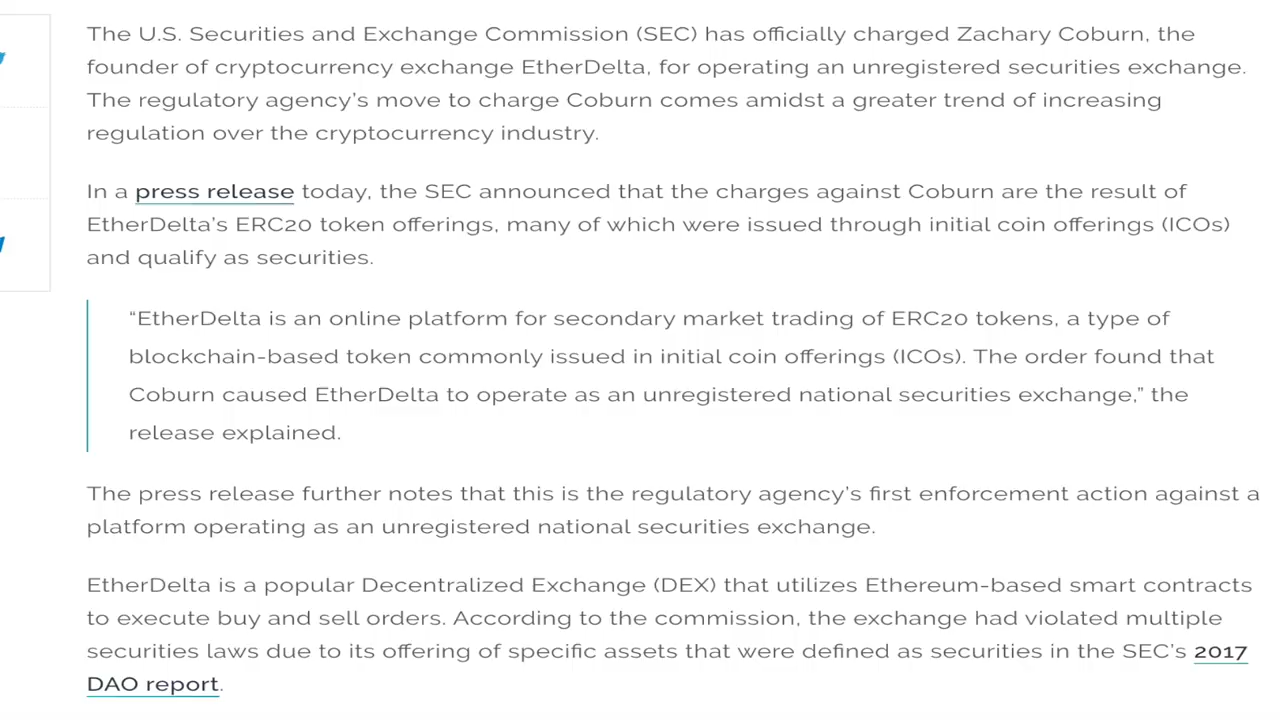 The U.S. Securities and Exchange Commission (SEC) has officially charged Zachary Coburn, the
founder of cryptocurrency exchange EtherDelta, for operating an unregistered securities exchange.
The regulatory agency’s move to charge Coburn comes amidst a greater trend of increasing
regulation over the cryptocurrency industry.
In a press release today, the SEC announced that the charges against Coburn are the result of
EtherDelta’s ERC20 token offerings, many of which were issued through initial coin offerings (ICOs)
and qualify as securities.
“EtherDelta is an online platform for secondary market trading of ERC20 tokens, a type of
blockchain-based token commonly issued in initial coin offerings (ICOs). The order found that
Coburn caused EtherDelta to operate as an unregistered national securities exchange,” the
release explained.
The press release further notes that this is the regulatory agency’s first enforcement action against a
platform operating as an unregistered national securities exchange.
EtherDelta is a popular Decentralized Exchange (DEX) that utilizes Ethereum-based smart contracts
to execute buy and sell orders. According to the commission, the exchange had violated multiple
securities laws due to its offering of specific assets that were defined as securities in the SEC’s 2017
DAO report.